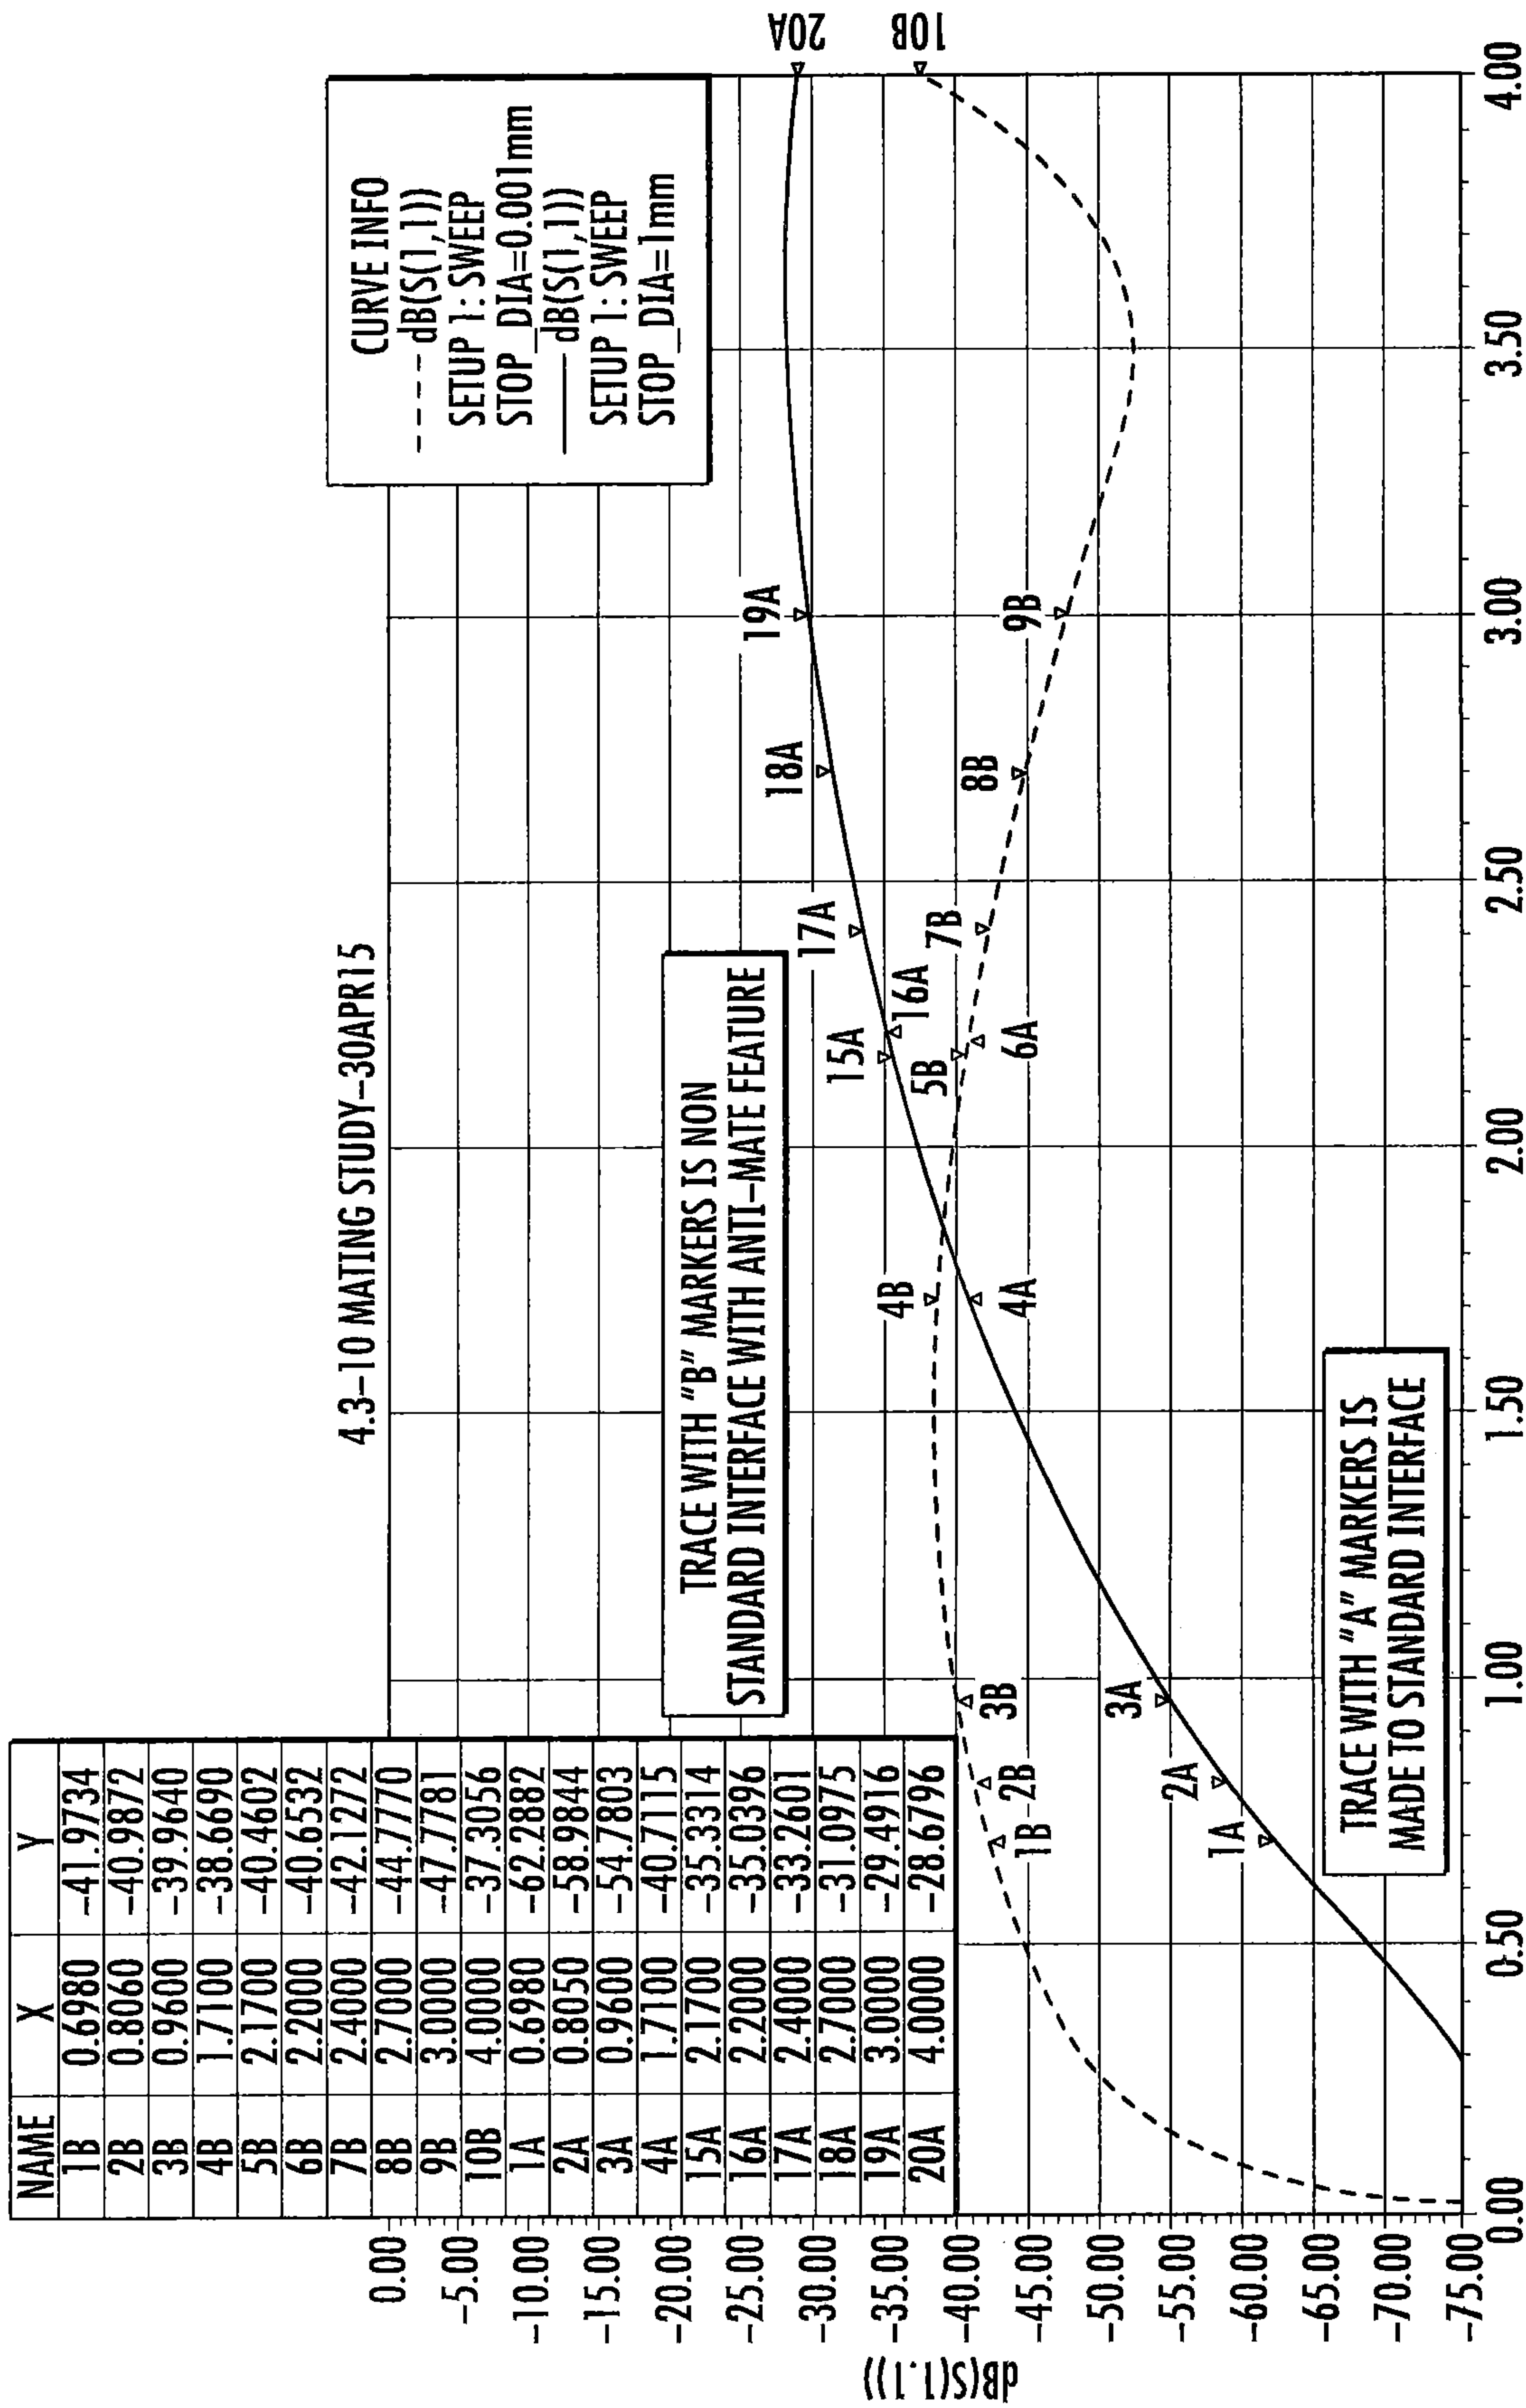 4.3-10 MATING STUDY-30APR15
NAME X Y
1B 0.6980 -41.9734
2B 0.8060 -40.9872
3B 0.9600 -39.9640
4B 1.7100 -38.6690
5B 2.1700 -40.4602
6B 2.2000 -40.6532
7B 2.4000 -42.1272
8B 2.7000 -44.7770
9B 3.0000 -47.7781
10B 4.0000 -37.3056
1A 0.6980 -62.2882
2A 0.8050 -58.9844
3A 0.9600 -54.7803
4A 1.7100 -40.7115
15A 2.1700 -35.3314
16A 2.2000 -35.0396
17A 2.4000 -33.2601
18A 2.7000 -31.0975
19A 3.0000 -29.4916
20A 4.0000 -28.6796
CURVE INFO
dB(S(1,1))
SETUP 1: SWEEP
STOP_DIA=0.001mm
dB(S(1,1))
SETUP 1: SWEEP
STOP_DIA=1mm
TRACE WITH "B" MARKERS IS NON
STANDARD INTERFACE WITH ANTI-MATE FEATURE
TRACE WITH "A" MARKERS IS
MADE TO STANDARD INTERFACE
1B
2B
3B
4B
5B
6A
7B
8B
9B
10B
1A
2A
3A
4A
15A
16A
17A
18A
19A
20A
dB(S(1.1))
0.00
-5.00
-10.00
-15.00
-20.00
-25.00
-30.00
-35.00
-40.00
-45.00
-50.00
-55.00
-60.00
-65.00
-70.00
-75.00
0.00 0.50 1.00 1.50 2.00 2.50 3.00 3.50 4.00